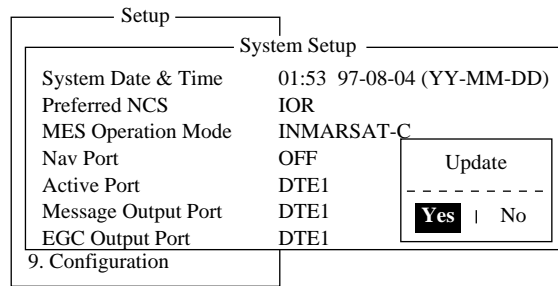 Setup
System Setup
System Date & Time 01:53 97-08-04 (YY-MM-DD)
Preferred NCS IOR
MES Operation Mode INMARSAT-C
Nav Port OFF
Active Port DTE1
Message Output Port DTE1
EGC Output Port DTE1
Update
Yes | No
9. Configuration